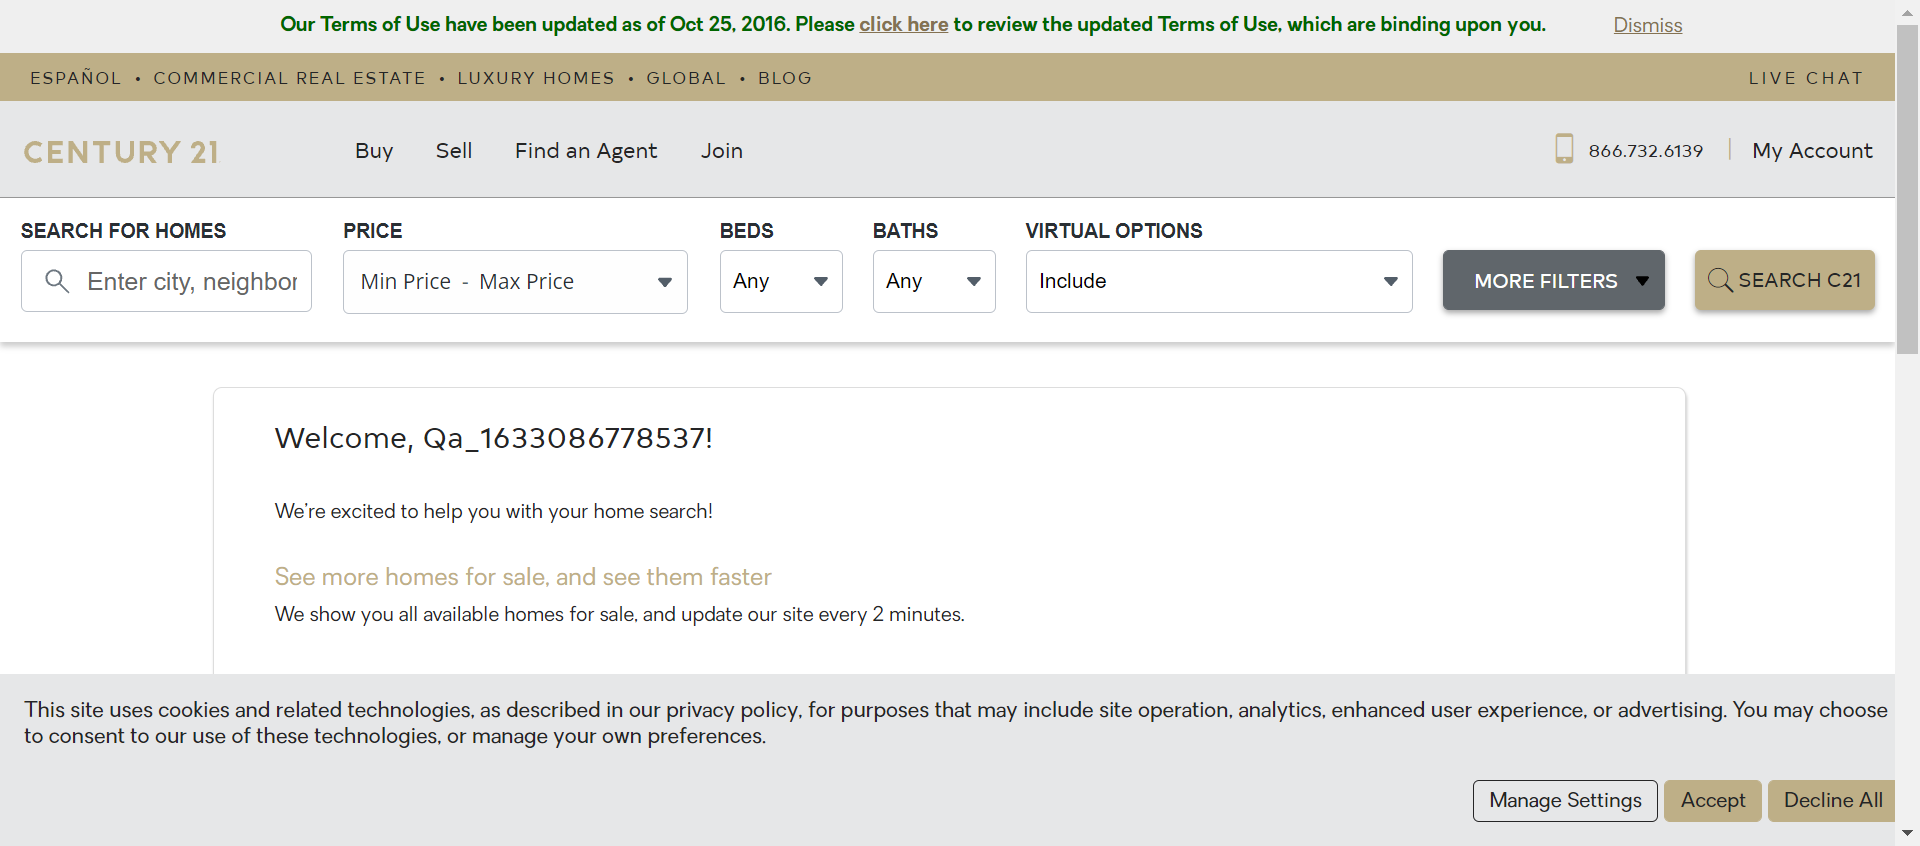 Our Terms of Use have been updated as of Oct 25, 2016. Please click here to review the updated Terms of Use, which are binding upon you. Dismiss
ESPAÑOL • COMMERCIAL REAL ESTATE • LUXURY HOMES • GLOBAL • BLOG LIVE CHAT
CENTURY 21 Buy Sell Find an Agent Join 866.732.6139 | My Account
SEARCH FOR HOMES PRICE BEDS BATHS VIRTUAL OPTIONS
Enter city, neighbor Min Price - Max Price Any Any Include MORE FILTERS SEARCH C21
Welcome, Qa_1633086778537!
We're excited to help you with your home search!
See more homes for sale, and see them faster
We show you all available homes for sale, and update our site every 2 minutes.
This site uses cookies and related technologies, as described in our privacy policy, for purposes that may include site operation, analytics, enhanced user experience, or advertising. You may choose
to consent to our use of these technologies, or manage your own preferences.
Manage Settings Accept Decline All